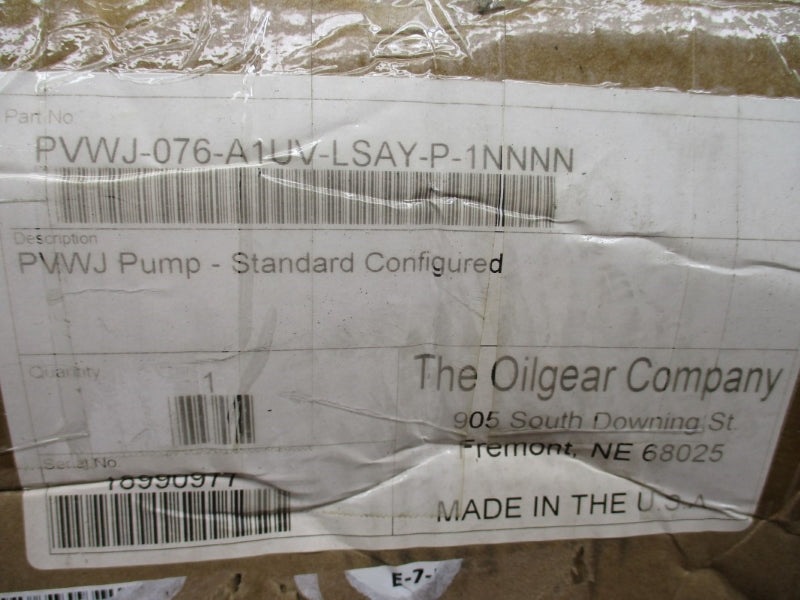 Part No.
PVWJ-076-A1UV-LSAY-P-1NNNN
Description
PVWJ Pump - Standard Configured
Quantity
1
The Oilgear Company
905 South Downing St.
Fremont, NE 68025
Serial No.
MADE IN THE U.S.A
E-7-